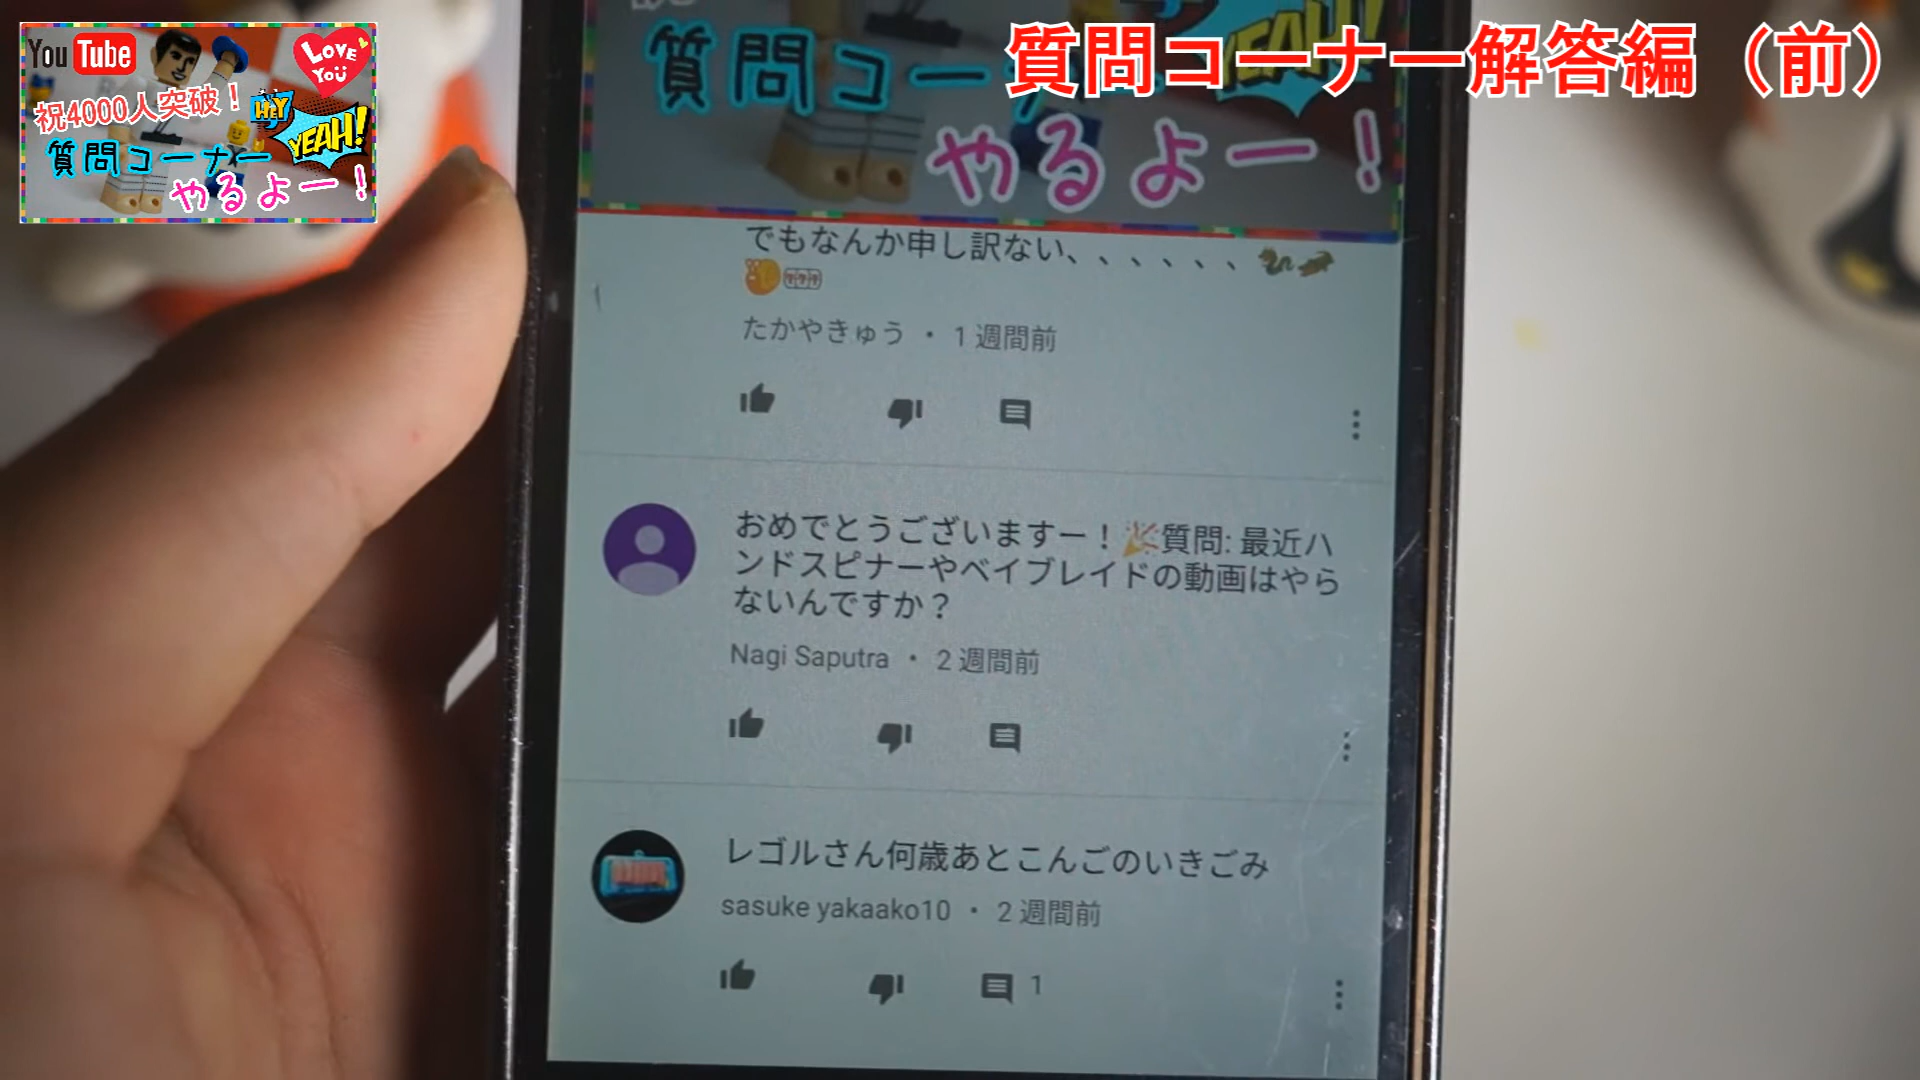 YouTube
LOVE
YOU
祝4000人突破!
HEY
YEAH!
質問コーナー
やるよー!
質問コーナー解答編(前)
質問コーナー
YEAH!
やるよー!
でもなんか申し訳ない、、、、、、🐉
たかやきゅう・1 週間前
おめでとうございますー!🎉質問: 最近ハ
ンドスピナーやベイブレイドの動画はやら
ないんですか?
Nagi Saputra・2 週間前
レゴルさん何歳あとこんごのいきごみ
sasuke yakaako10・2 週間前
1